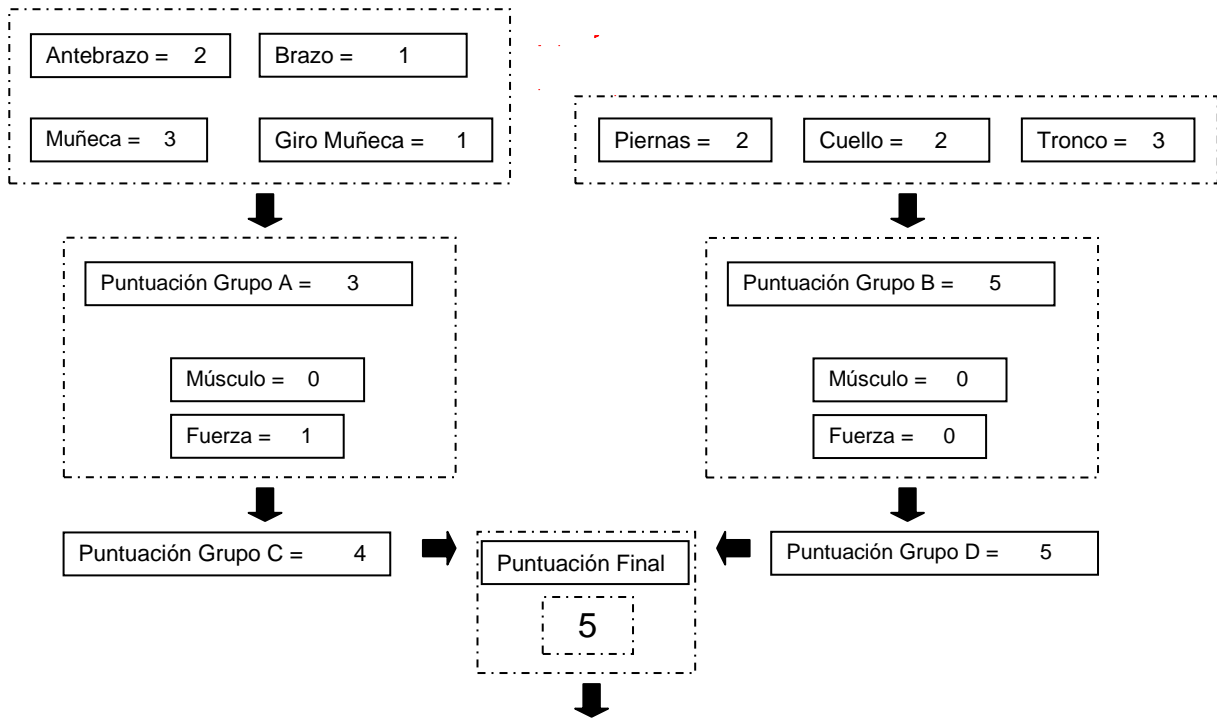 Antebrazo = 2
Brazo = 1
Muñeca = 3
Giro Muñeca = 1
Piernas = 2
Cuello = 2
Tronco = 3
Puntuación Grupo A = 3
Músculo = 0
Fuerza = 1
Puntuación Grupo B = 5
Músculo = 0
Fuerza = 0
Puntuación Grupo C = 4
Puntuación Final
5
Puntuación Grupo D = 5